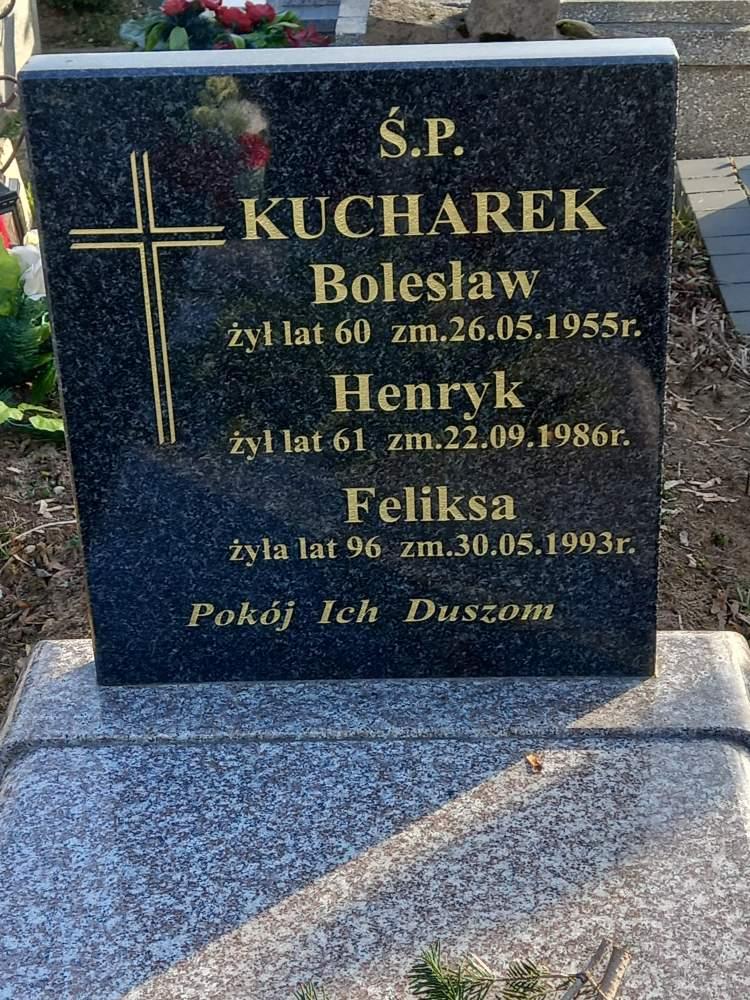 Ś.P.
KUCHAREK
Bolesław
żył lat 60 zm.26.05.1955r.
Henryk
żył lat 61 zm.22.09.1986r.
Feliksa
żyła lat 96 zm.30.05.1993r.
Pokój Ich Duszom